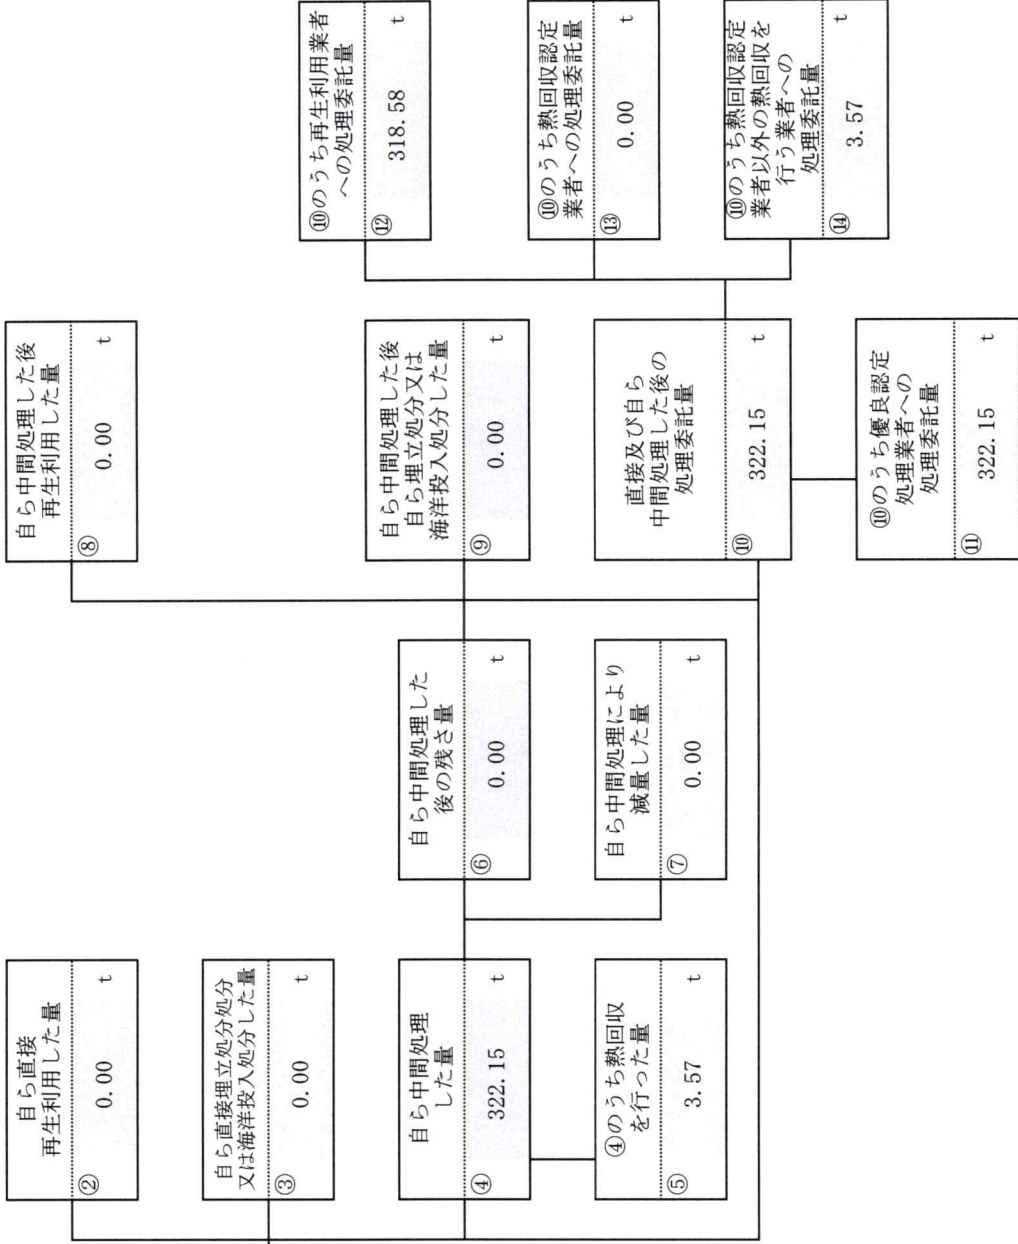 自ら直接
再生利用した量
② 0.00 t
自ら直接埋立処分処分
又は海洋投入処分した量
③ 0.00 t
自ら中間処理
した量
④ 322.15 t
④のうち熱回収
を行った量
⑤ 3.57 t
自ら中間処理した
後の残さ量
⑥ 0.00 t
自ら中間処理により
減量した量
⑦ 0.00 t
自ら中間処理した後
再生利用した量
⑧ 0.00 t
自ら中間処理した後
自ら埋立処分又は
海洋投入処分した量
⑨ 0.00 t
直接及び自ら
中間処理した後の
処理委託量
⑩ 322.15 t
⑩のうち優良認定
処理業者への
処理委託量
⑪ 322.15 t
⑩のうち再生利用業者
への処理委託量
⑫ 318.58 t
⑩のうち熱回収認定
業者への処理委託量
⑬ 0.00 t
⑩のうち熱回収認定
業者以外の熱回収を
行う業者への
処理委託量
⑭ 3.57 t